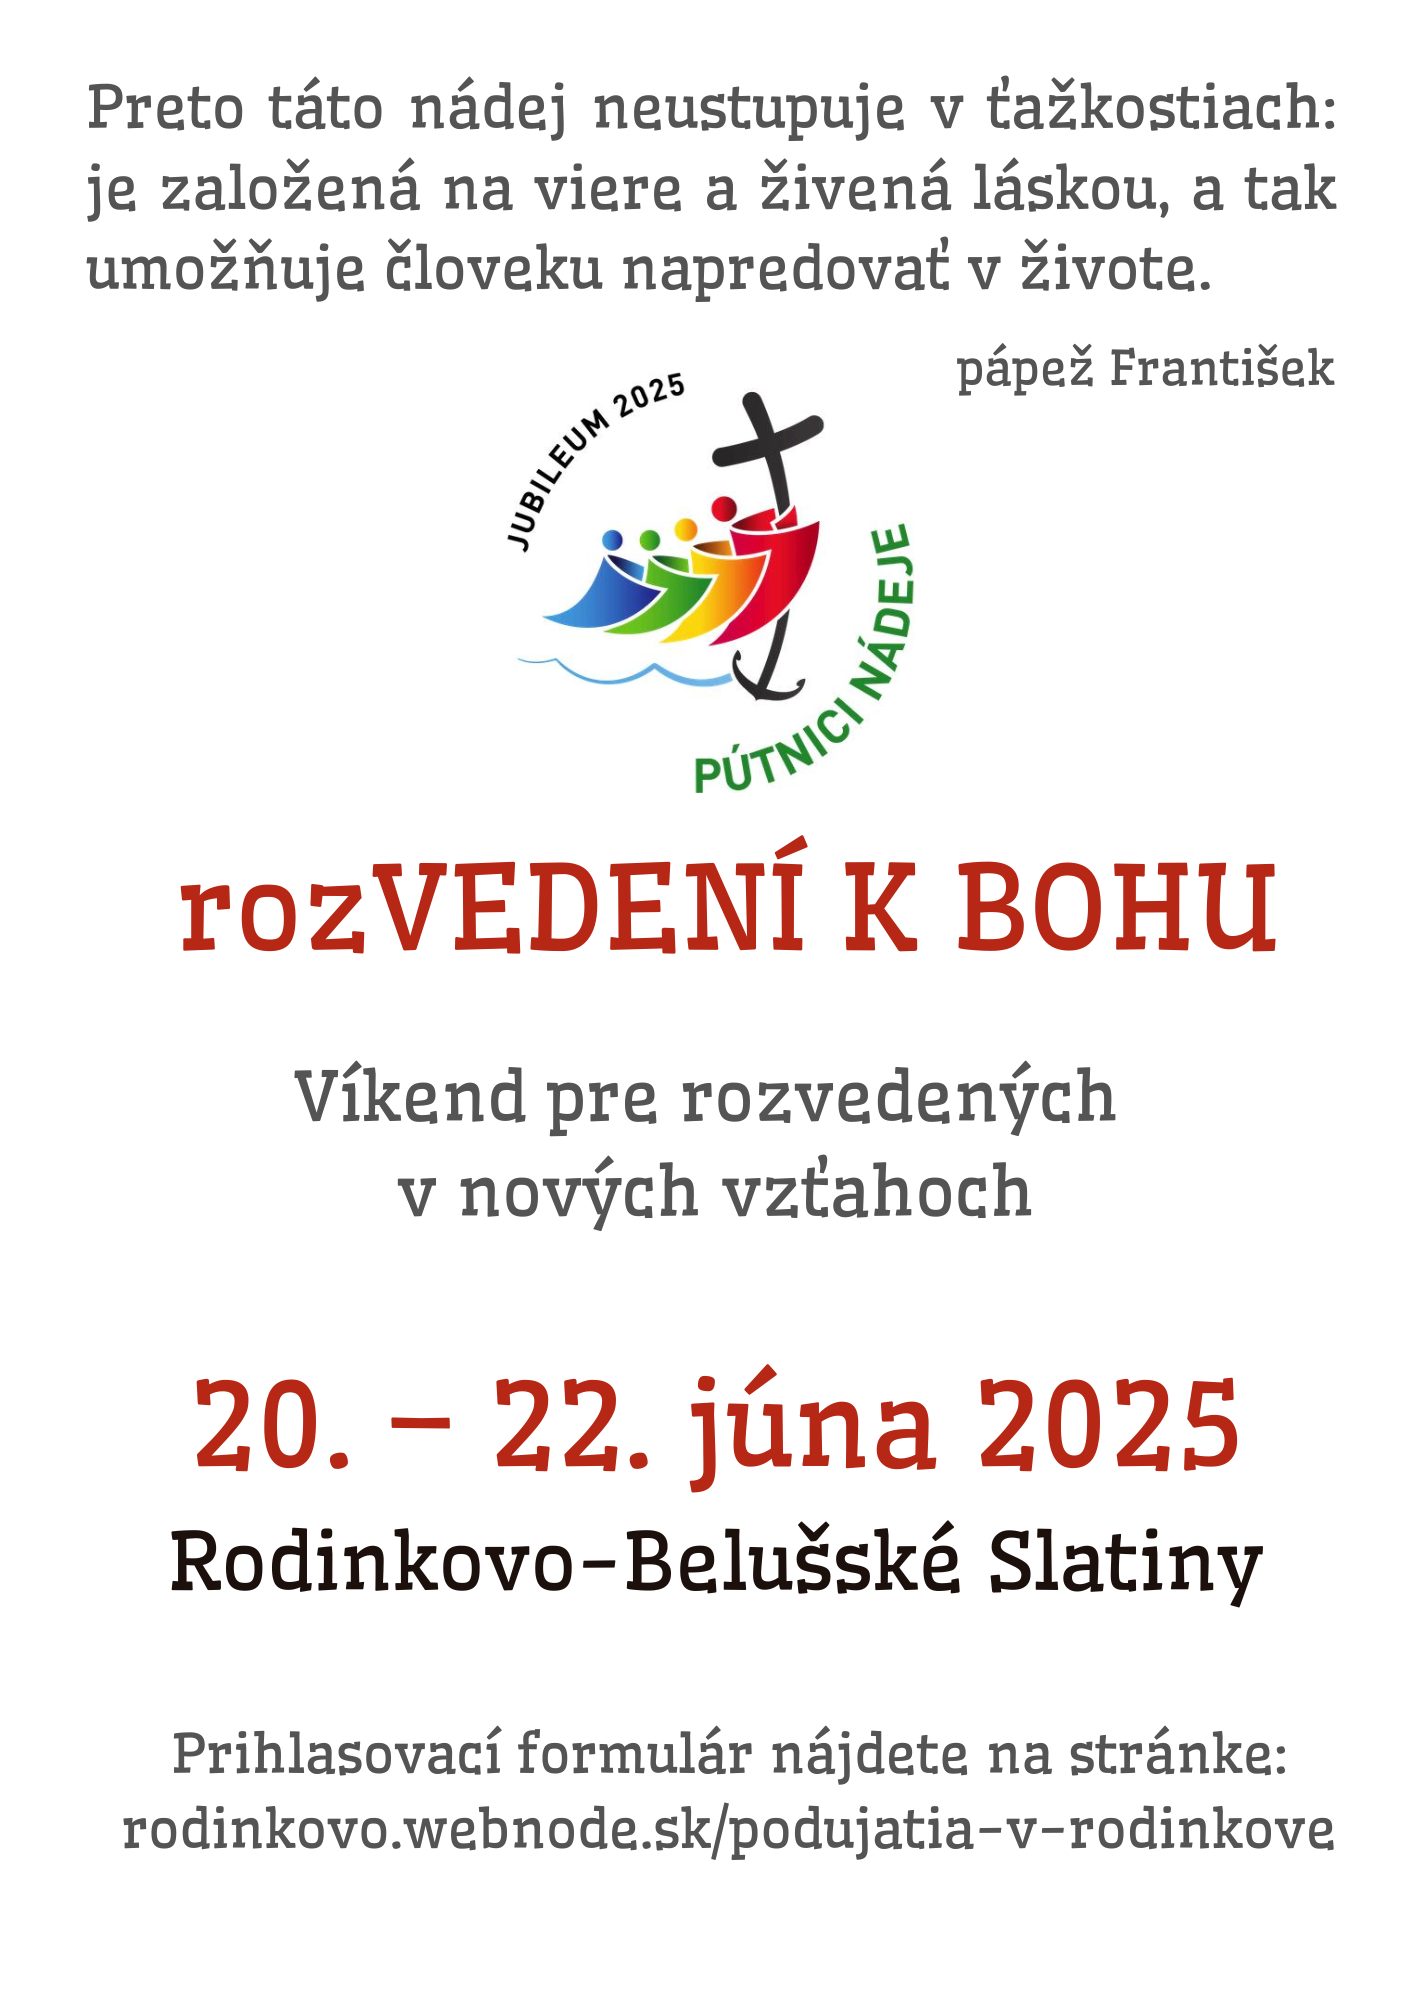 Preto táto nádej neustupuje v ťažkostiach:
je založená na viere a živená láskou, a tak
umožňuje človeku napredovať v živote.
pápež František
JUBILEUM 2025
PÚTNICI NÁDEJE
rozVEDENÍ K BOHU
Víkend pre rozvedených
v nových vzťahoch
20. – 22. júna 2025
Rodinkovo-Belušské Slatiny
Prihlasovací formulár nájdete na stránke:
rodinkovo.webnode.sk/podujatia-v-rodinkove